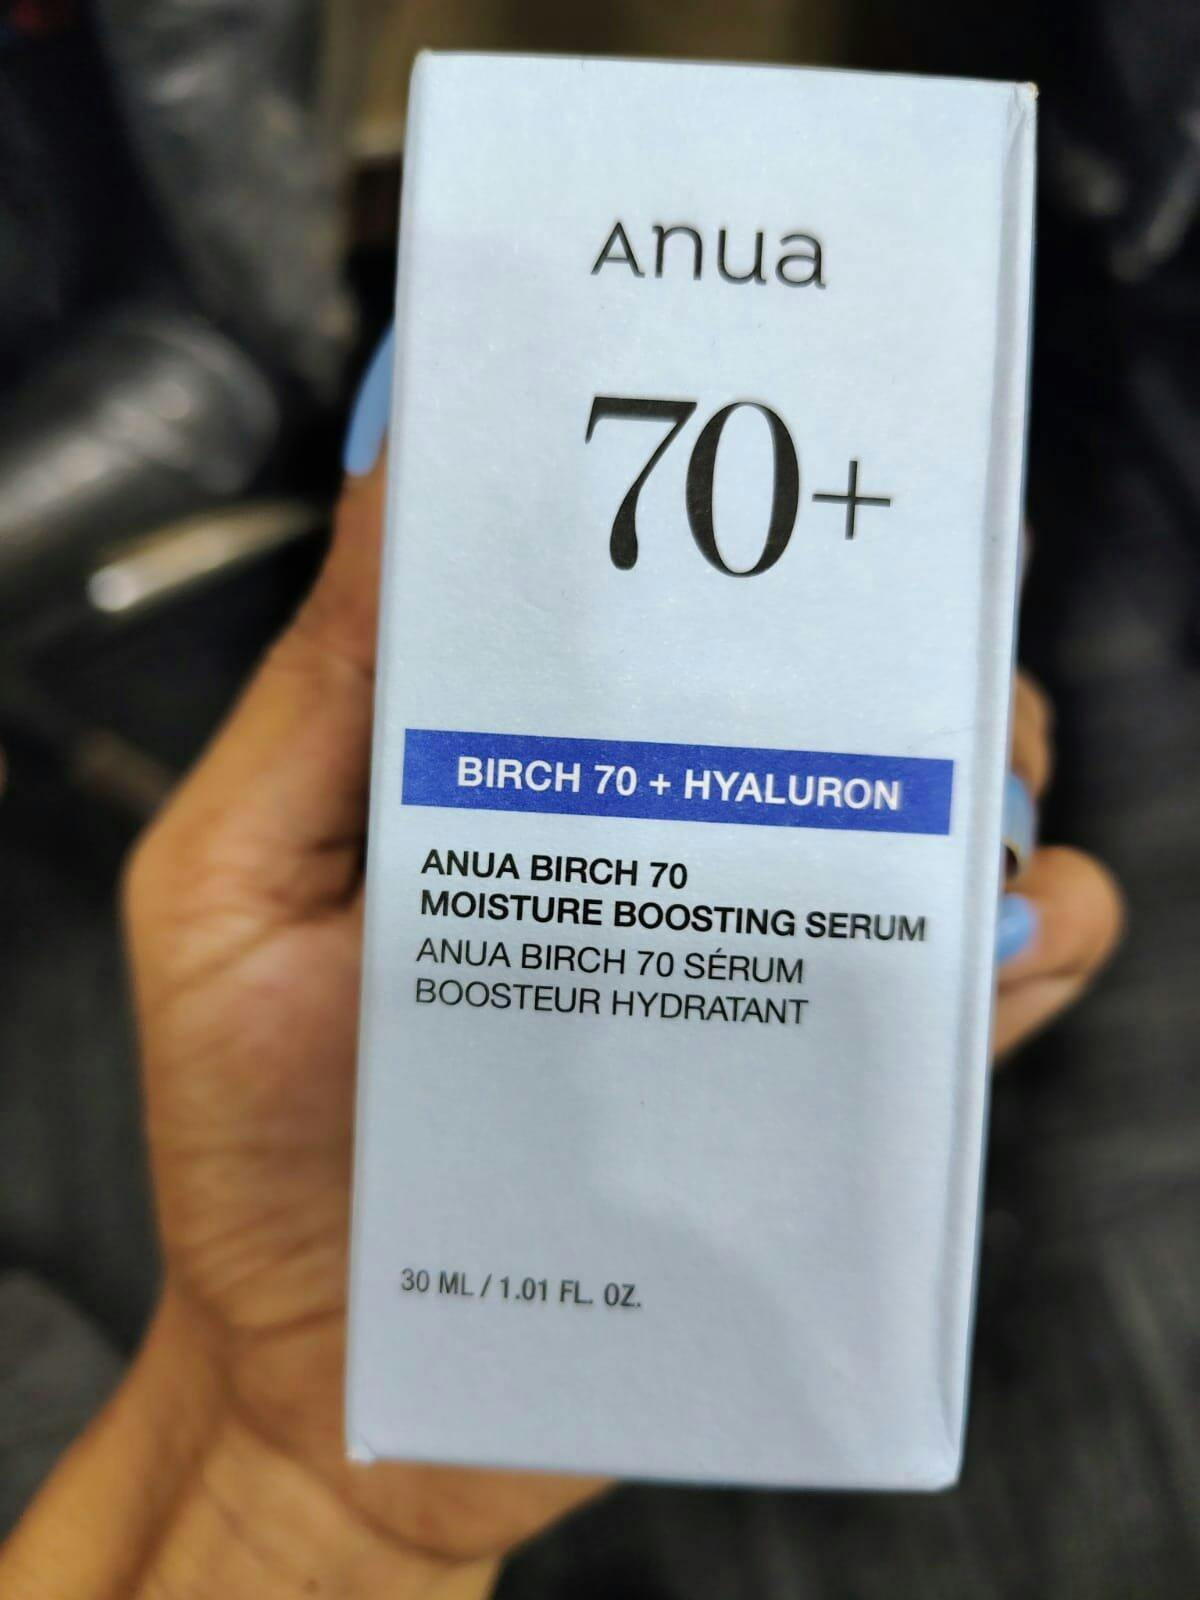 Anua
70+
BIRCH 70 + HYALURON
ANUA BIRCH 70
MOISTURE BOOSTING SERUM
ANUA BIRCH 70 SÉRUM
BOOSTEUR HYDRATANT
30 ML / 1.01 FL. OZ.